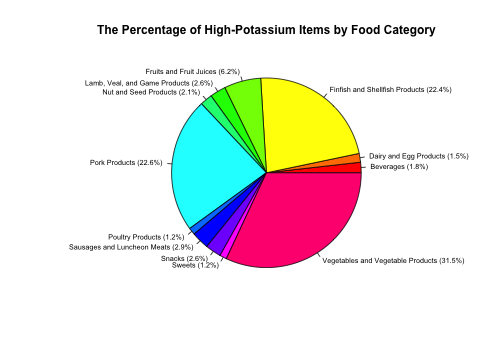 The Percentage of High-Potassium Items by Food Category
Fruits and Fruit Juices (6.2%)
Lamb, Veal, and Game Products (2.6%)
Nut and Seed Products (2.1%)
Finfish and Shellfish Products (22.4%)
Pork Products (22.6%)
Dairy and Egg Products (1.5%)
Beverages (1.8%)
Poultry Products (1.2%)
Sausages and Luncheon Meats (2.9%)
Snacks (2.6%)
Sweets (1.2%)
Vegetables and Vegetable Products (31.5%)